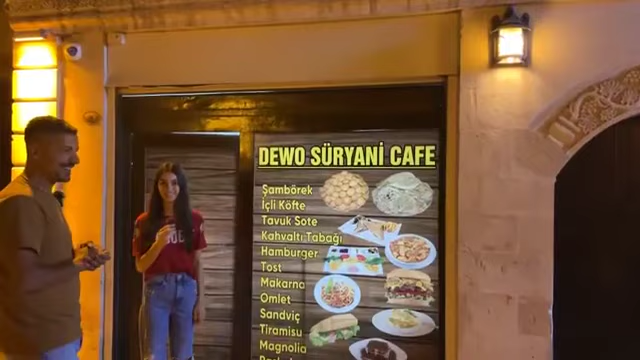 DEWO SÜRYANİ CAFE
Şambörek
İçli Köfte
Tavuk Sote
Kahvaltı Tabağı
Hamburger
Tost
Makarna
Omlet
Sandviç
Tiramisu
Magnolia